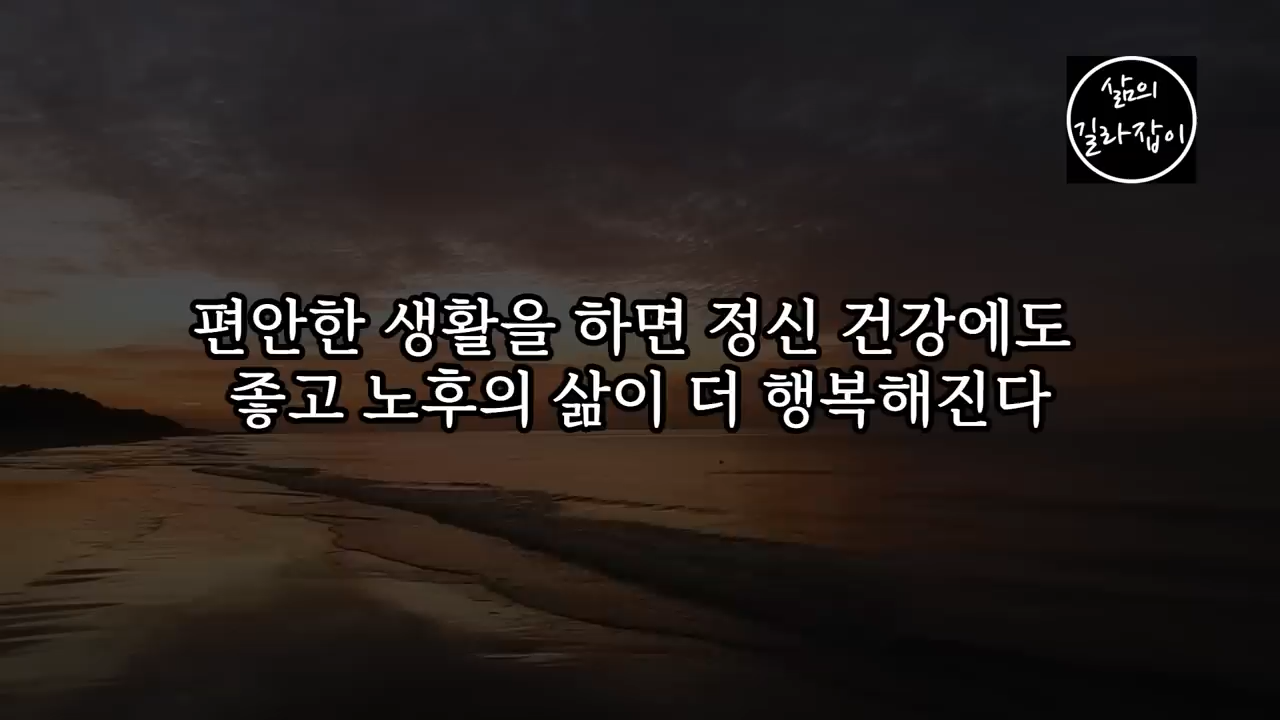 삶의
길라잡이
편안한 생활을 하면 정신 건강에도
좋고 노후의 삶이 더 행복해진다